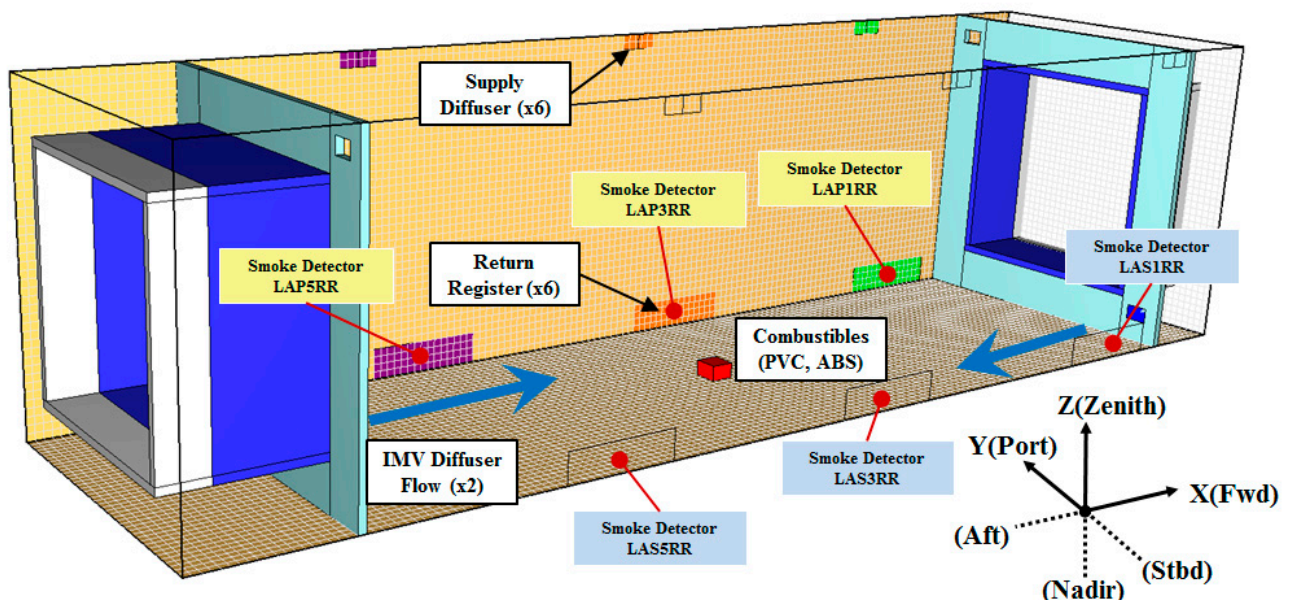 Supply
Diffuser (x6)
Smoke Detector
LAP1RR
Smoke Detector
LAP3RR
Smoke Detector
LAS1RR
Return
Register (x6)
Smoke Detector
LAP5RR
Combustibles
(PVC, ABS)
IMV Diffuser
Flow (x2)
Smoke Detector
LAS3RR
Smoke Detector
LAS5RR
Z(Zenith)
Y(Port)
X(Fwd)
(Aft)
(Stbd)
(Nadir)